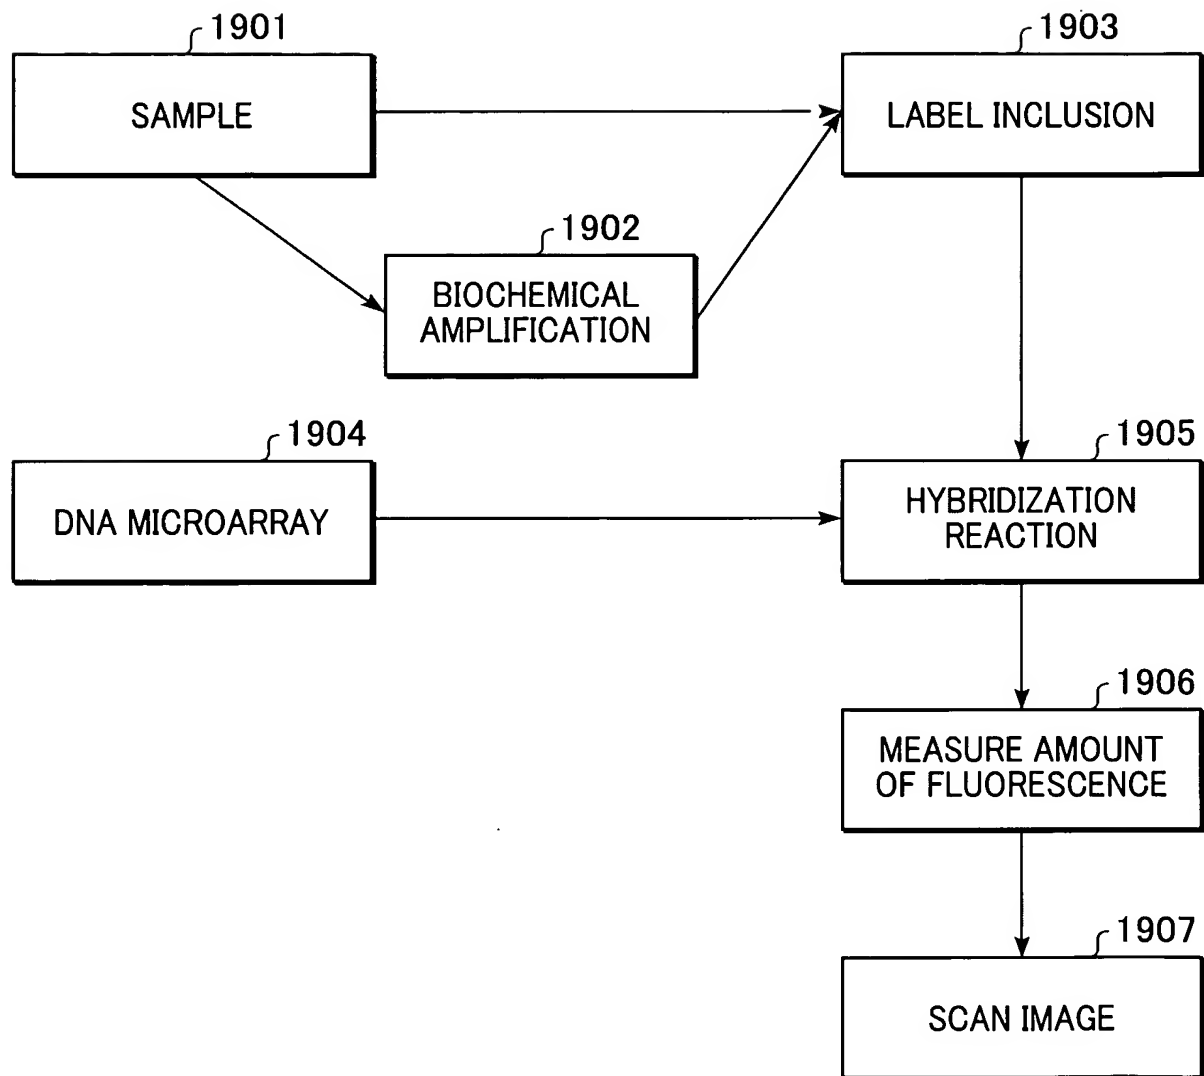 1901
SAMPLE
1903
LABEL INCLUSION
1902
BIOCHEMICAL
AMPLIFICATION
1904
DNA MICROARRAY
1905
HYBRIDIZATION
REACTION
1906
MEASURE AMOUNT
OF FLUORESCENCE
1907
SCAN IMAGE